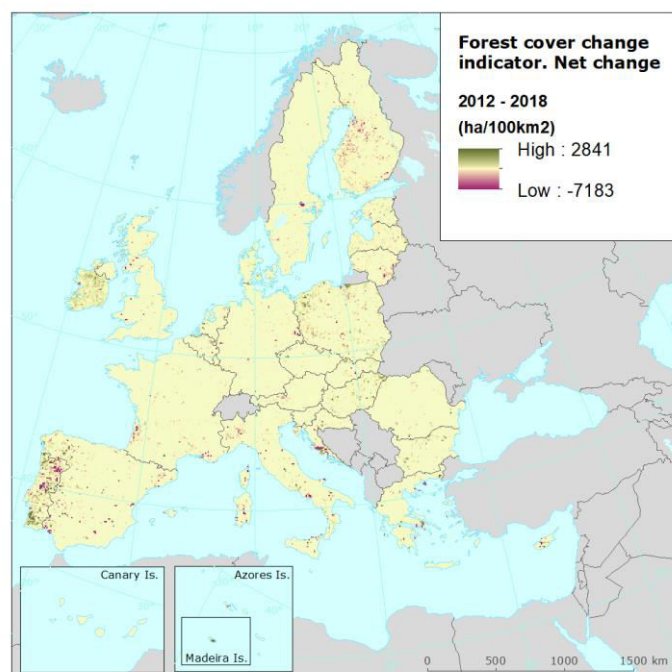 Forest cover change
indicator. Net change
2012 - 2018
(ha/100km2)
High : 2841
Low : -7183
Canary Is.
Azores Is.
Madeira Is.
0 500 1000 1500 km